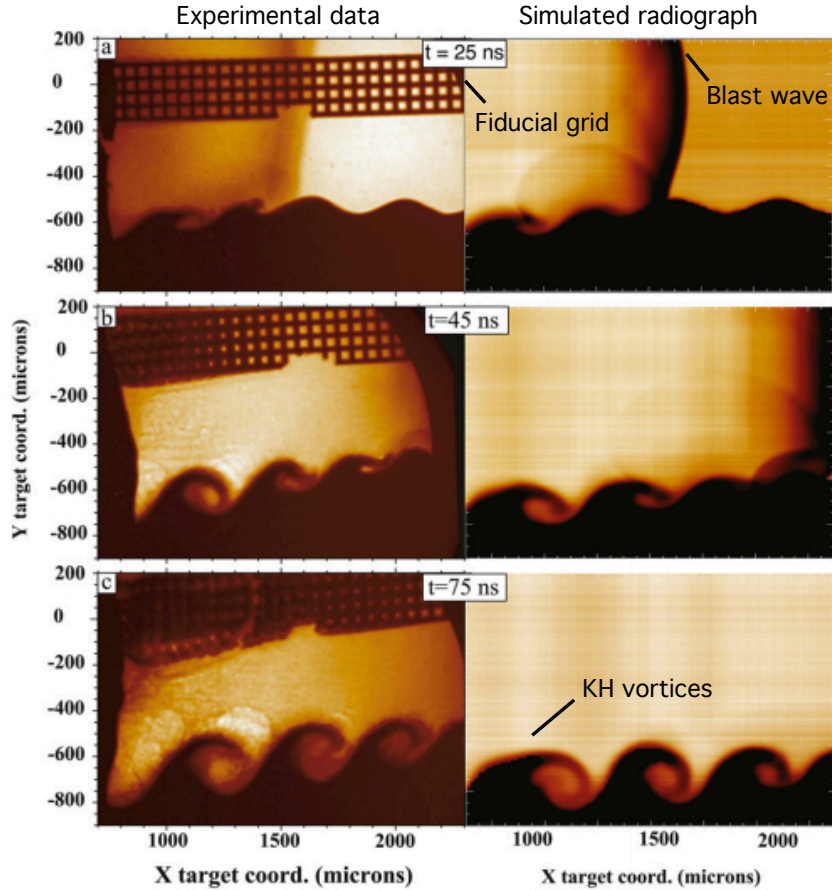 Experimental data
Simulated radiograph
a
t = 25 ns
200
0
-200
-400
-600
-800
Blast wave
Fiducial grid
b
t=45 ns
200
0
-200
-400
-600
-800
Y target coord. (microns)
c
t=75 ns
200
0
-200
-400
-600
-800
KH vortices
1000 1500 2000
1000 1500 2000
X target coord. (microns)
X target coord. (microns)